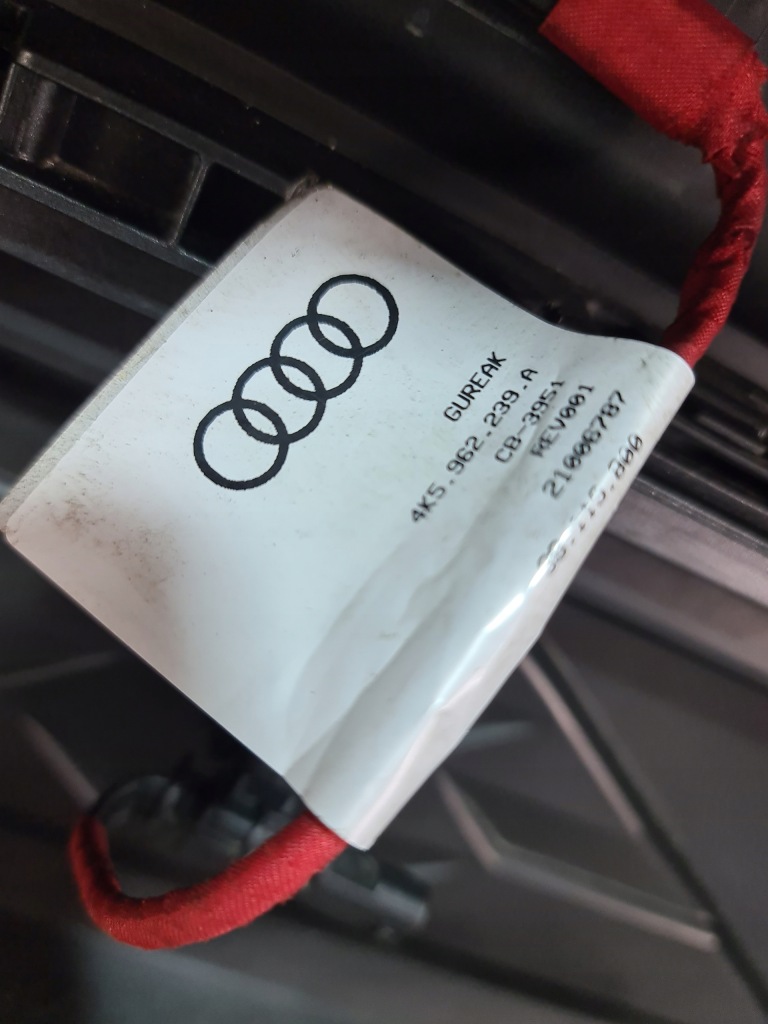 GUREAK
4K5.962.239.A
CB-3951
REV001
21006787